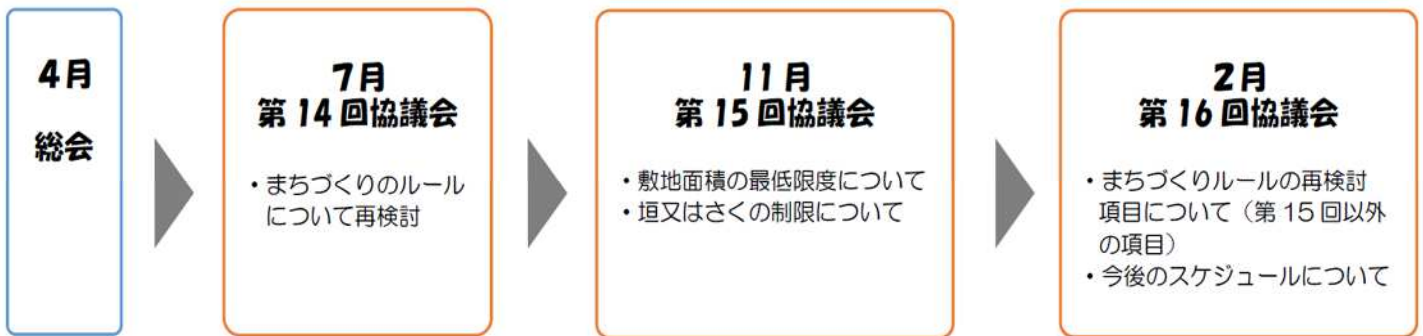 4月
総会
7月
第14回協議会
・まちづくりのルール
について再検討
11月
第15回協議会
・敷地面積の最低限度について
・垣又はさくの制限について
2月
第16回協議会
・まちづくりルールの再検討
項目について（第15回以外
の項目）
・今後のスケジュールについて